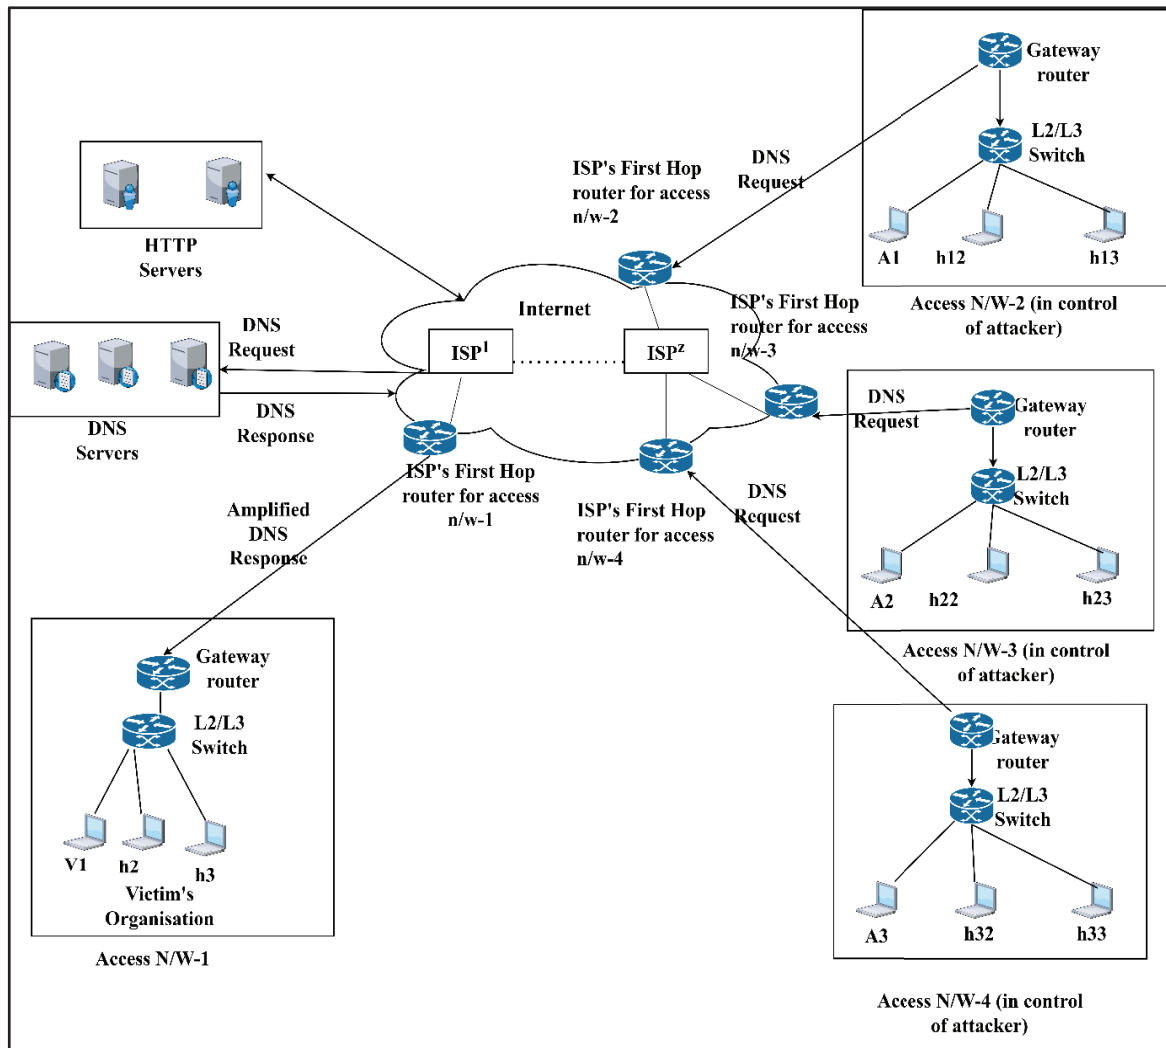 Gateway
router
L2/L3
Switch
A1
h12
h13
Access N/W-2 (in control
of attacker)
DNS
Request
ISP's First Hop
router for access
n/w-2
HTTP
Servers
Internet
ISP's First Hop
router for access
n/w-3
ISP1
ISPz
DNS
Request
DNS
Response
DNS
Servers
DNS
Request
Gateway
router
L2/L3
Switch
A2
h22
h23
Access N/W-3 (in control
of attacker)
ISP's First Hop
router for access
n/w-1
ISP's First Hop
router for access
n/w-4
DNS
Request
Amplified
DNS
Response
Gateway
router
L2/L3
Switch
V1
h2
h3
Victim's
Organisation
Access N/W-1
Gateway
router
L2/L3
Switch
A3
h32
h33
Access N/W-4 (in control
of attacker)